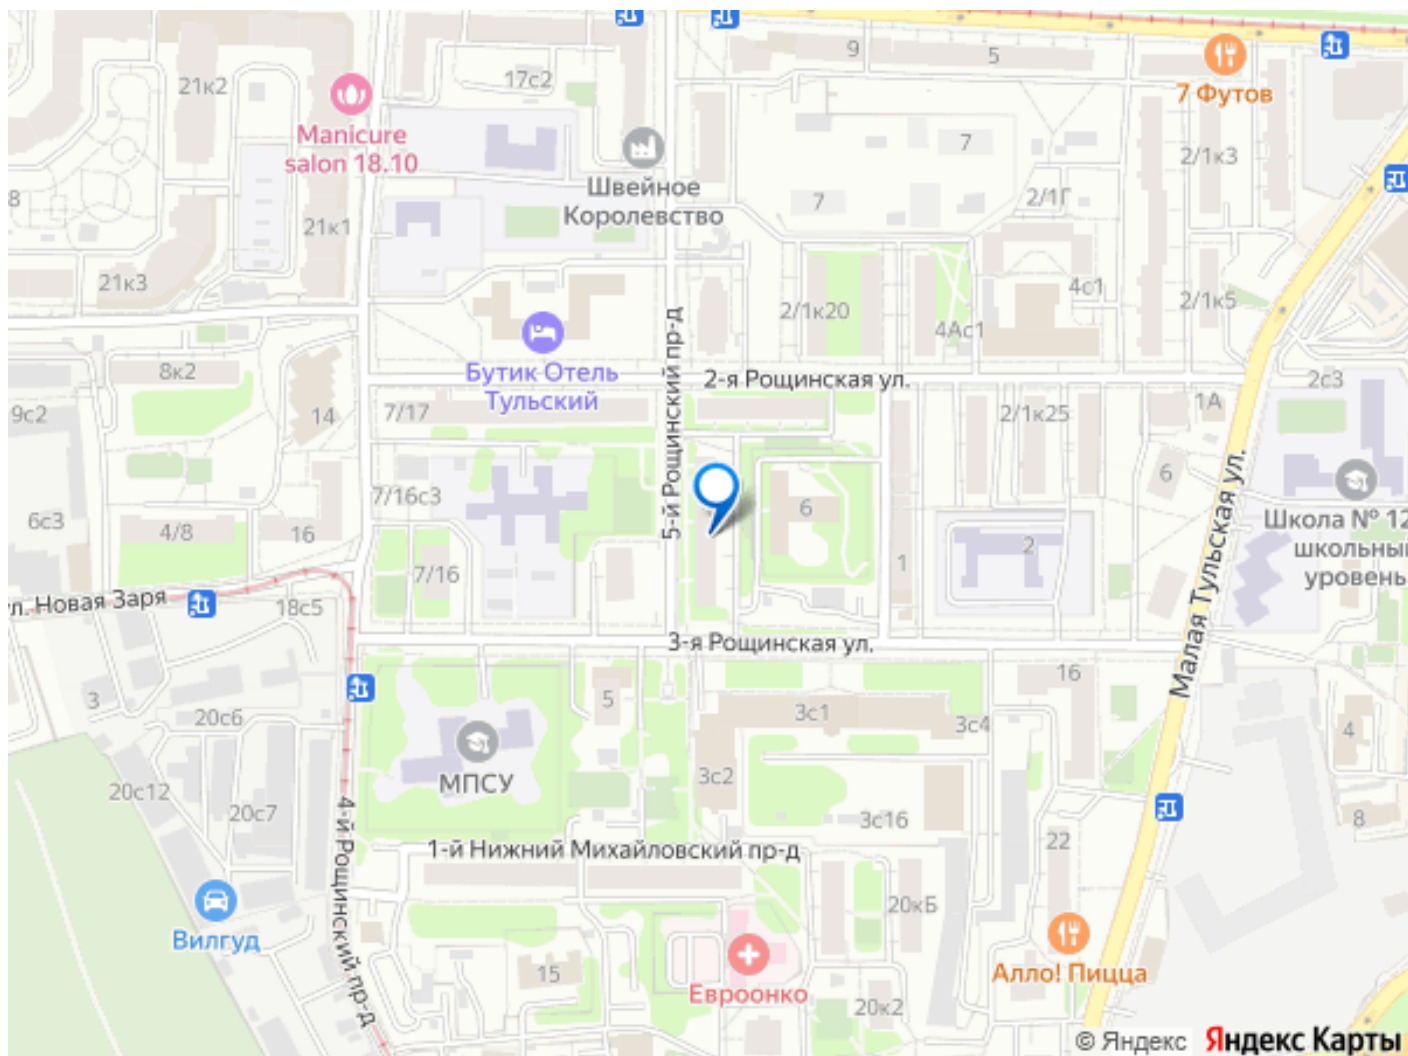 9
5
7 Футов
21к2
17с2
Manicure
salon 18.10
7
2/1к3
Швейное
Королевство
8
7
2/1Г
21к1
21к3
4с1
2/1к20
2/1к5
4Ас1
5-й Рощинский пр-д
8к2
Бутик Отель
Тульский
2-я Рощинская ул.
2с3
9с2
14
7/17
2/1к25
1А
Малая Тульская ул.
6
7/16с3
6
6с3
4/8
16
Школа № 12
школьны
уровень
2
1
7/16
ул. Новая Заря
18с5
3-я Рощинская ул.
3
5
16
20с6
3с1
3с4
4
МПСУ
3с2
20с12
20с7
3с16
8
4-й Рощинский пр-д
1-й Нижний Михайловский пр-д
22
20кБ
Вилгуд
15
Евроонко
Алло! Пицца
20к2
© Яндекс Яндекс Карты